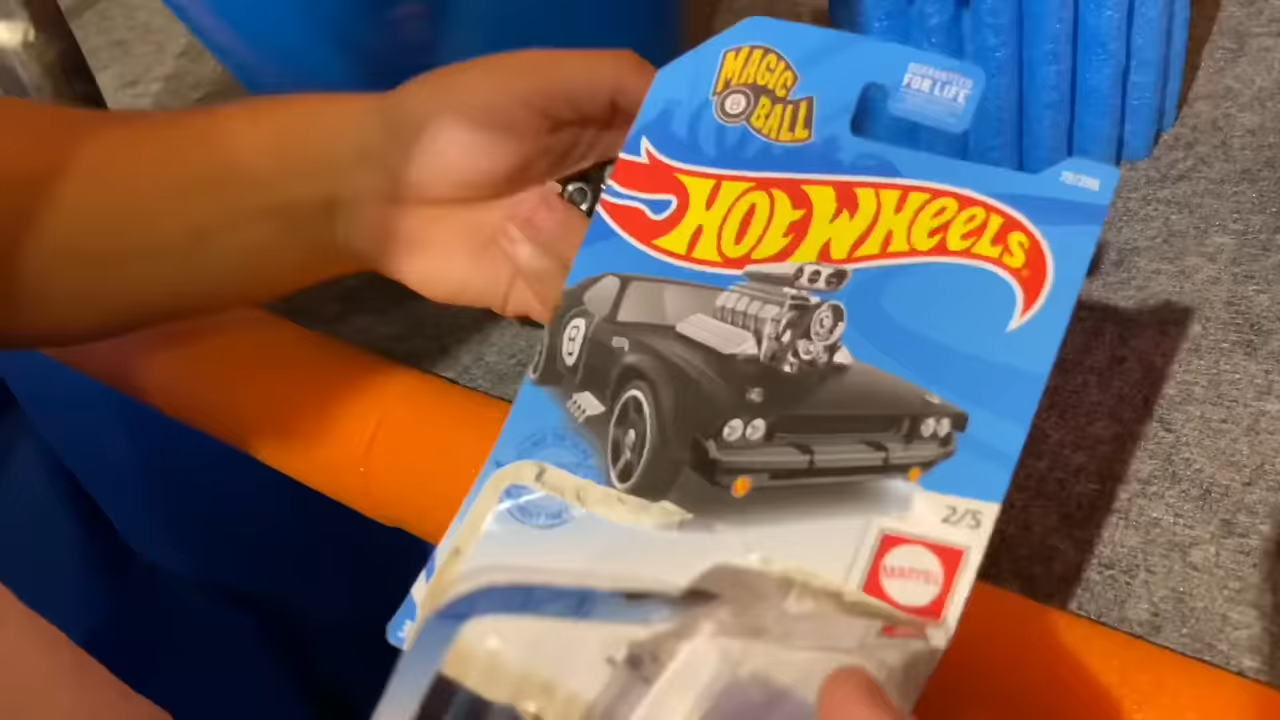 MAGIC
8 BALL
GUARANTEED
FOR LIFE
HOT WHEELS
8
2/5
MATTEL